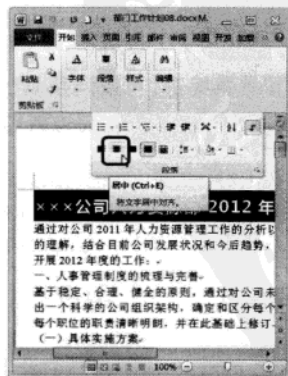 部门工作计划08.docx
文件 开始 插入 页面 引用 邮件 审阅 视图 开发 加载
粘贴 字体 段落 样式 编辑
剪贴板
段落
居中 (Ctrl+E)
将文字居中对齐。
×××公司人力资源部 2012 年
通过对公司 2011 年人力资源管理工作的分析以
的理解，结合目前公司发展状况和今后趋势，
开展 2012 年度的工作：
一、人事管理制度的梳理与完善
基于稳定、合理、健全的原则，通过对公司未
出一个科学的公司组织架构，确定和区分每个
每个职位的职责清晰明朗，并在此基础上修订
（一）具体实施方案
100%